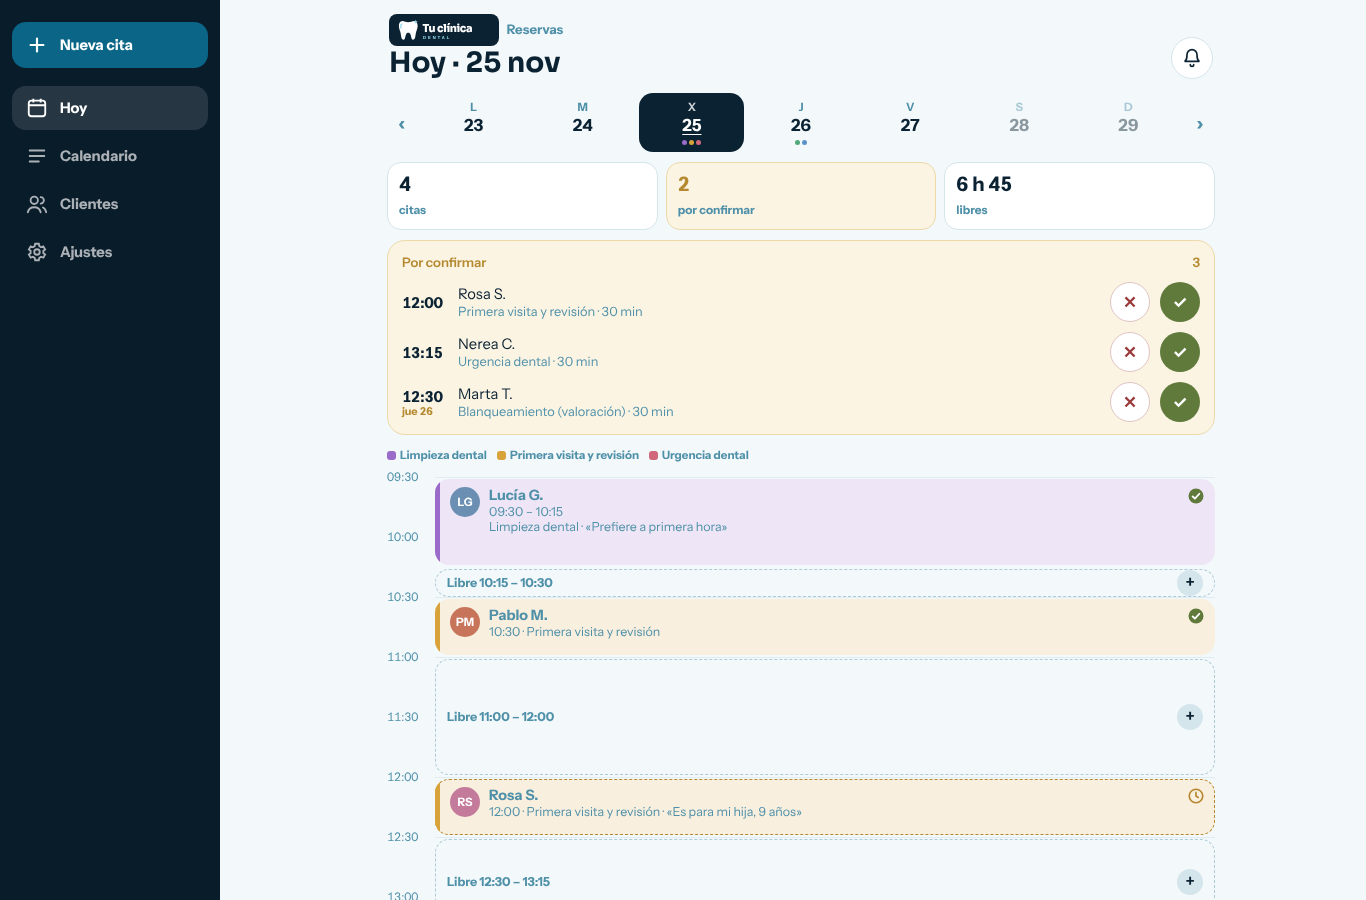 Nueva cita
Hoy
Calendario
Clientes
Ajustes
Tu clínica
DENTAL
Reservas
Hoy · 25 nov
‹ L 23 M 24 X 25 J 26 V 27 S 28 D 29 ›
4
citas
2
por confirmar
6 h 45
libres
Por confirmar 3
12:00 Rosa S.
Primera visita y revisión · 30 min
13:15 Nerea C.
Urgencia dental · 30 min
12:30 Marta T.
jue 26 Blanqueamiento (valoración) · 30 min
Limpieza dental Primera visita y revisión Urgencia dental
09:30
LG Lucía G.
09:30 – 10:15
Limpieza dental · «Prefiere a primera hora»
10:00
Libre 10:15 – 10:30 +
10:30
PM Pablo M.
10:30 · Primera visita y revisión
11:00
11:30 Libre 11:00 – 12:00 +
12:00
RS Rosa S.
12:00 · Primera visita y revisión · «Es para mi hija, 9 años»
12:30
Libre 12:30 – 13:15 +
13:00